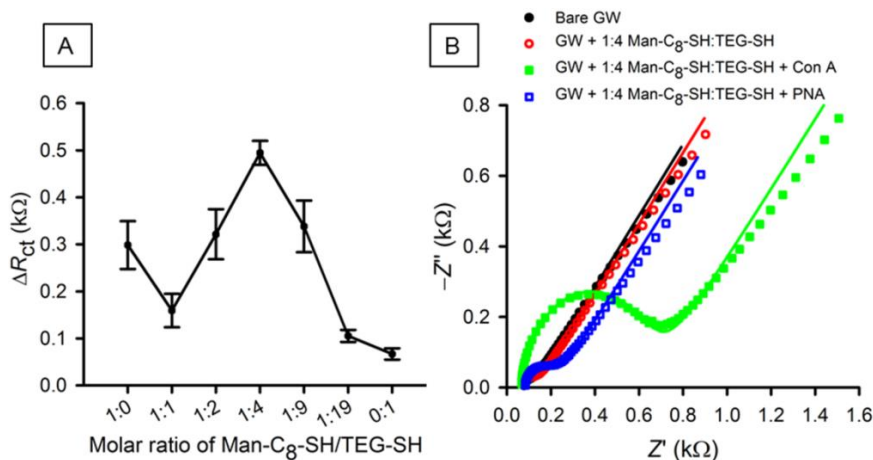 A
ΔRct (kΩ)
0.6
0.5
0.4
0.3
0.2
0.1
0.0
1:0 1:1 1:2 1:4 1:9 1:19 0:1
Molar ratio of Man-C8-SH/TEG-SH
B
Bare GW
GW + 1:4 Man-C8-SH:TEG-SH
GW + 1:4 Man-C8-SH:TEG-SH + Con A
GW + 1:4 Man-C8-SH:TEG-SH + PNA
−Z" (kΩ)
0.8
0.6
0.4
0.2
0.0
0.0 0.2 0.4 0.6 0.8 1.0 1.2 1.4 1.6
Z' (kΩ)